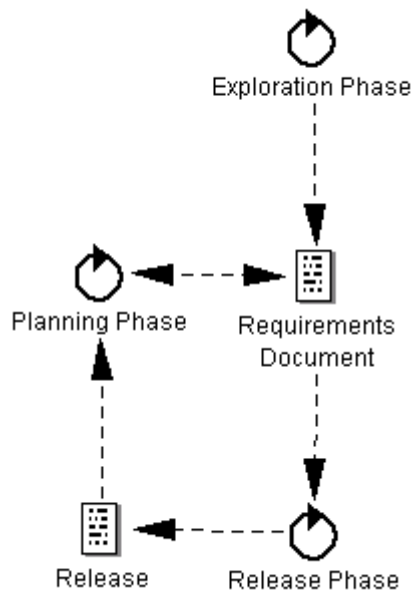 Exploration Phase
Planning Phase
Requirements
Document
Release
Release Phase